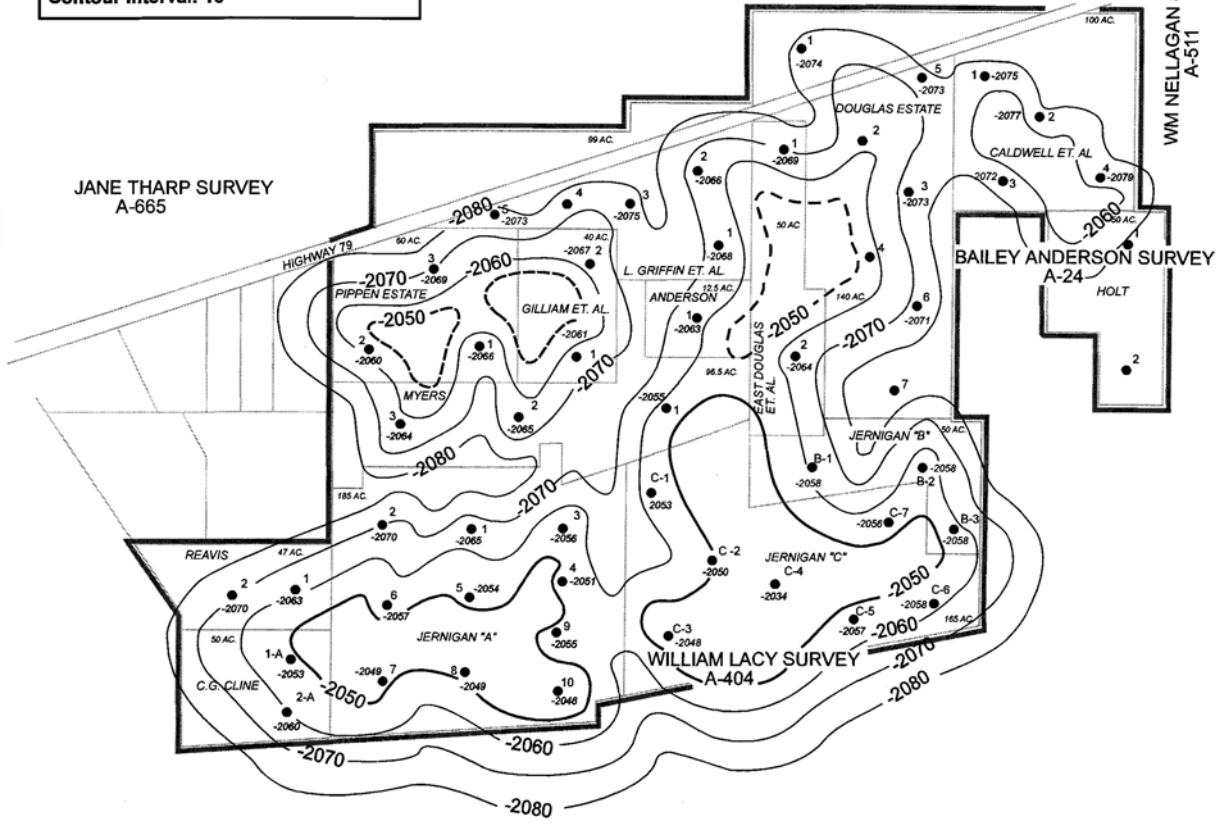 Contour Interval: 10
WM NELLAGAN
A-511
100 AC.
1
-2074
5
-2073
1
-2075
DOUGLAS ESTATE
-2077
2
99 AC.
2
1
-2069
CALDWELL ET. AL
2
-2066
4
-2079
2072
3
JANE THARP SURVEY
A-665
3
-2073
-2080
5
-2073
4
3
-2075
-2060
50 AC.
1
50 AC
HIGHWAY 79
60 AC.
40 AC.
-2067
2
1
-2068
4
BAILEY ANDERSON SURVEY
A-24
3
-2069
-2070
-2060
L. GRIFFIN ET. AL.
12.5 AC.
HOLT
PIPPEN ESTATE
ANDERSON
140 AC.
6
-2071
-2050
GILLIAM ET. AL.
1
-2063
-2050
-2061
-2070
2
-2060
1
-2066
1
2
-2064
96.5 AC.
2
-2070
MYERS
EAST DOUGLAS
ET. AL.
7
-2055
1
2
-2065
3
-2064
50 AC.
JERNIGAN "B"
-2080
B-1
-2058
-2058
B-2
-2070
C-1
2053
185 AC.
2
-2070
1
-2065
3
-2056
C-7
-2056
B-3
-2058
REAVIS
47 AC.
C-2
-2050
JERNIGAN "C"
2
-2070
1
-2063
4
-2051
C-4
-2034
-2050
5
-2054
6
-2057
C-6
-2058
C-5
-2057
165 AC.
50 AC.
JERNIGAN "A"
9
-2055
C-3
-2048
-2060
1-A
-2053
WILLIAM LACY SURVEY
A-404
-2070
C.G. CLINE
-2050
-2049
7
8
-2049
10
-2046
-2080
2-A
-2060
-2070
-2060
-2080